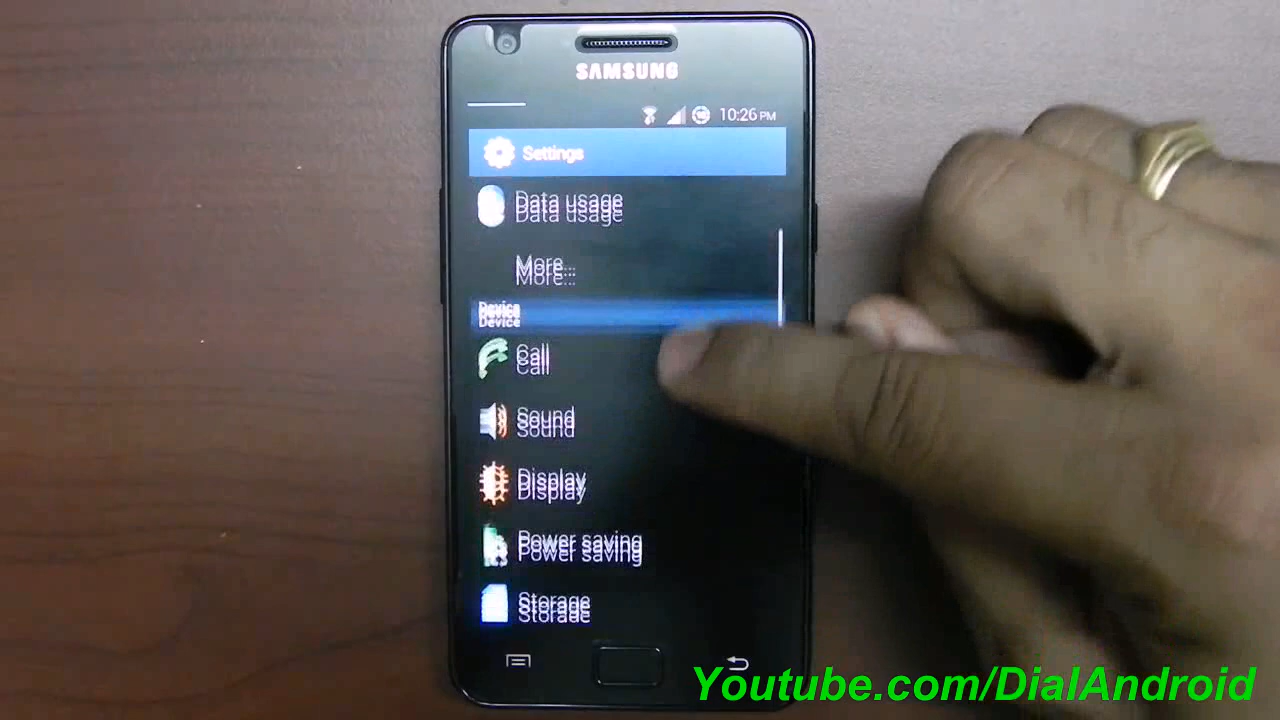 SAMSUNG
10:26 PM
Settings
Data usage
More...
Device
Call
Sound
Display
Power saving
Storage
Youtube.com/DialAndroid